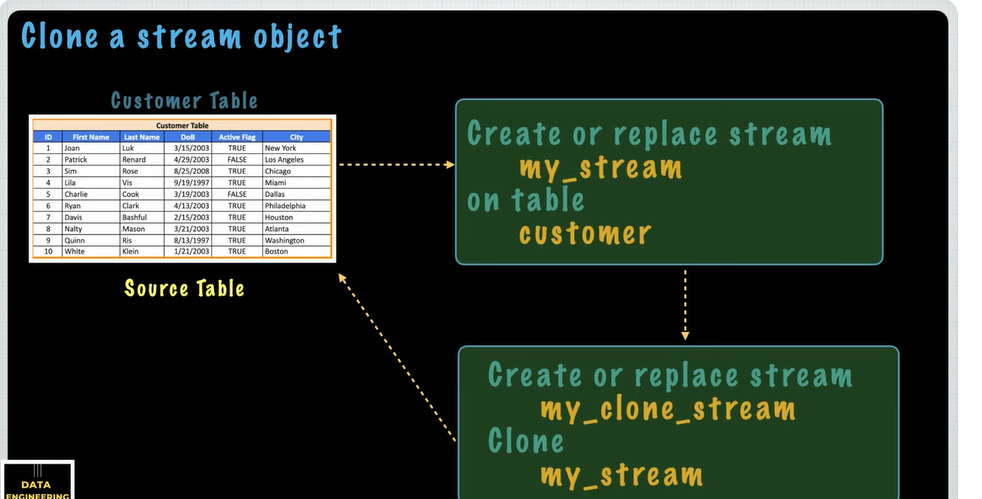 Clone a stream object
Customer Table
Customer Table
ID First Name Last Name DoB Active Flag City
1 Joan Luk 3/15/2003 TRUE New York
2 Patrick Renard 4/29/2003 FALSE Los Angeles
3 Sim Rose 8/25/2008 TRUE Chicago
4 Lila Vis 9/19/1997 TRUE Miami
5 Charlie Cook 3/19/2003 FALSE Dallas
6 Ryan Clark 4/13/2003 TRUE Philadelphia
7 Davis Bashful 2/15/2003 TRUE Houston
8 Nalty Mason 3/21/2003 TRUE Atlanta
9 Quinn Ris 8/13/1997 TRUE Washington
10 White Klein 1/21/2003 TRUE Boston
Source Table
Create or replace stream
my_stream
on table
customer
Create or replace stream
my_clone_stream
Clone
my_stream
DATA
ENGINEERING